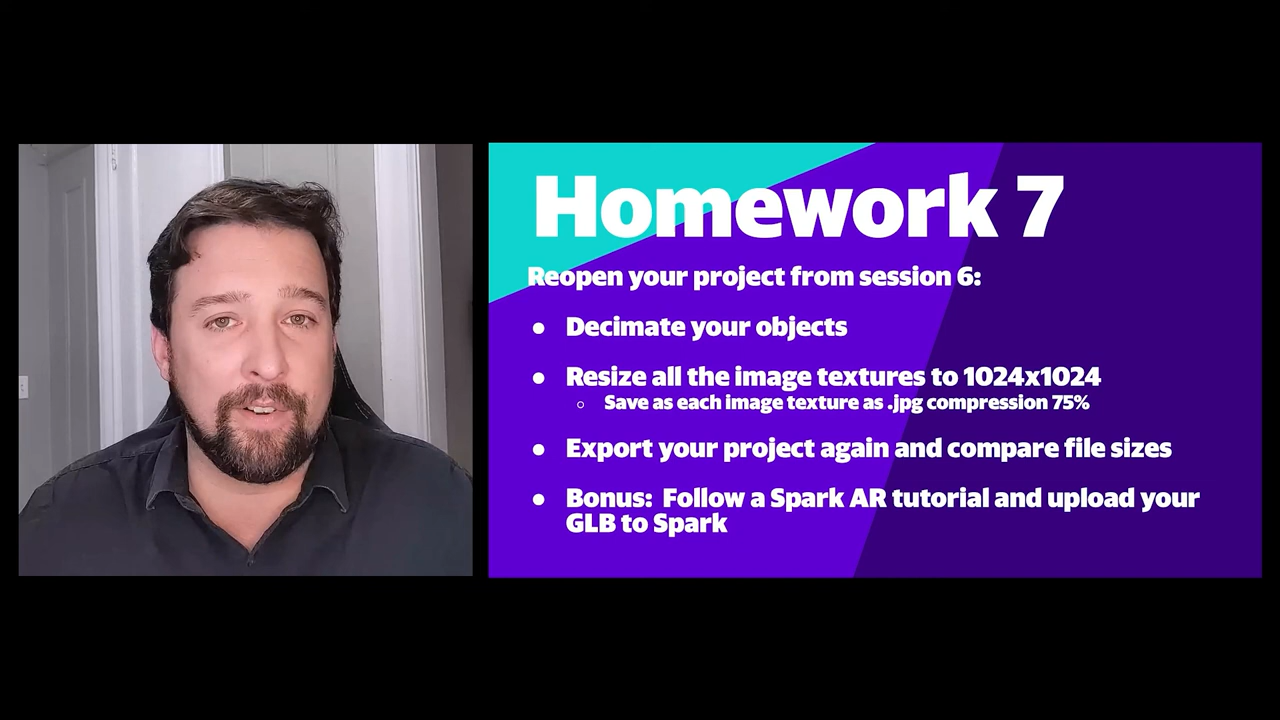 Homework 7
Reopen your project from session 6:
● Decimate your objects
● Resize all the image textures to 1024x1024
○ Save as each image texture as .jpg compression 75%
● Export your project again and compare file sizes
● Bonus:  Follow a Spark AR tutorial and upload your
GLB to Spark